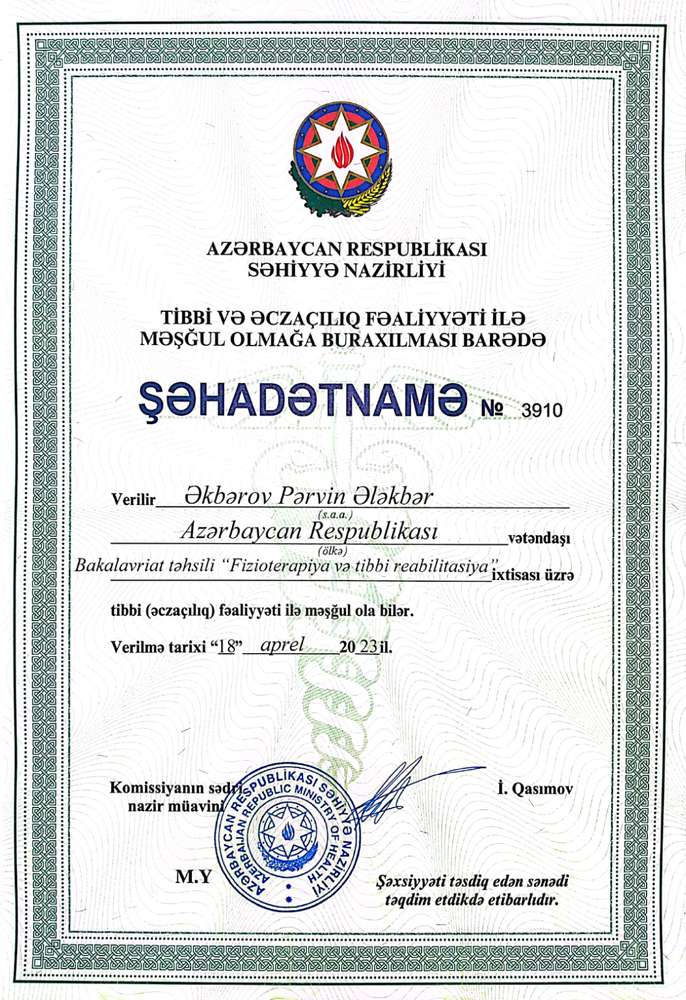 AZƏRBAYCAN RESPUBLİKASI
SƏHİYYƏ NAZİRLİYİ
TİBBİ VƏ ƏCZAÇILIQ FƏALİYYƏTİ İLƏ
MƏŞĞUL OLMAĞA BURAXILMASI BARƏDƏ
ŞƏHADƏTNAMƏ № 3910
Verilir Əkbərov Pərvin Ələkbər
(s.a.a.)
Azərbaycan Respublikası vətəndaşı
(ölkə)
Bakalavriat təhsili “Fizioterapiya və tibbi reabilitasiya” ixtisası üzrə
tibbi (əczaçılıq) fəaliyyəti ilə məşğul ola bilər.
Verilmə tarixi “18” aprel 20 23 il.
Komissiyanın sədri,
nazir müavini
İ. Qasımov
AZƏRBAYCAN RESPUBLİKASI SƏHİYYƏ NAZİRLİYİ
AZERBAIJAN REPUBLIC MINISTRY OF HEALTH
M.Y
Şəxsiyyəti təsdiq edən sənədi
təqdim etdikdə etibarlıdır.